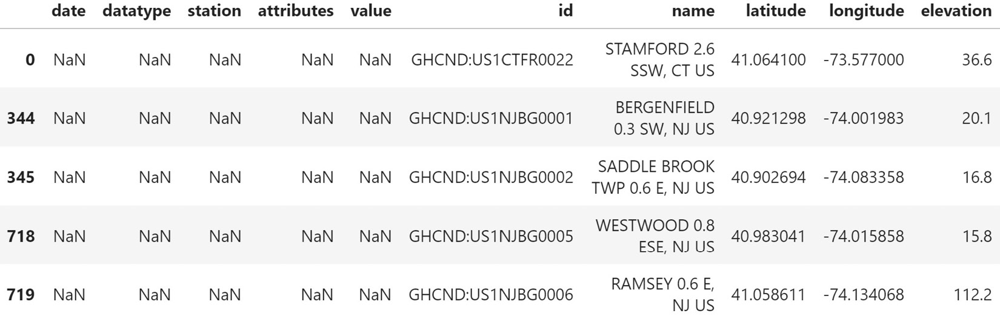 date datatype station attributes value id name latitude longitude elevation
0 NaN NaN NaN NaN NaN GHCND:US1CTFR0022 STAMFORD 2.6 SSW, CT US 41.064100 -73.577000 36.6
344 NaN NaN NaN NaN NaN GHCND:US1NJBG0001 BERGENFIELD 0.3 SW, NJ US 40.921298 -74.001983 20.1
345 NaN NaN NaN NaN NaN GHCND:US1NJBG0002 SADDLE BROOK TWP 0.6 E, NJ US 40.902694 -74.083358 16.8
718 NaN NaN NaN NaN NaN GHCND:US1NJBG0005 WESTWOOD 0.8 ESE, NJ US 40.983041 -74.015858 15.8
719 NaN NaN NaN NaN NaN GHCND:US1NJBG0006 RAMSEY 0.6 E, NJ US 41.058611 -74.134068 112.2